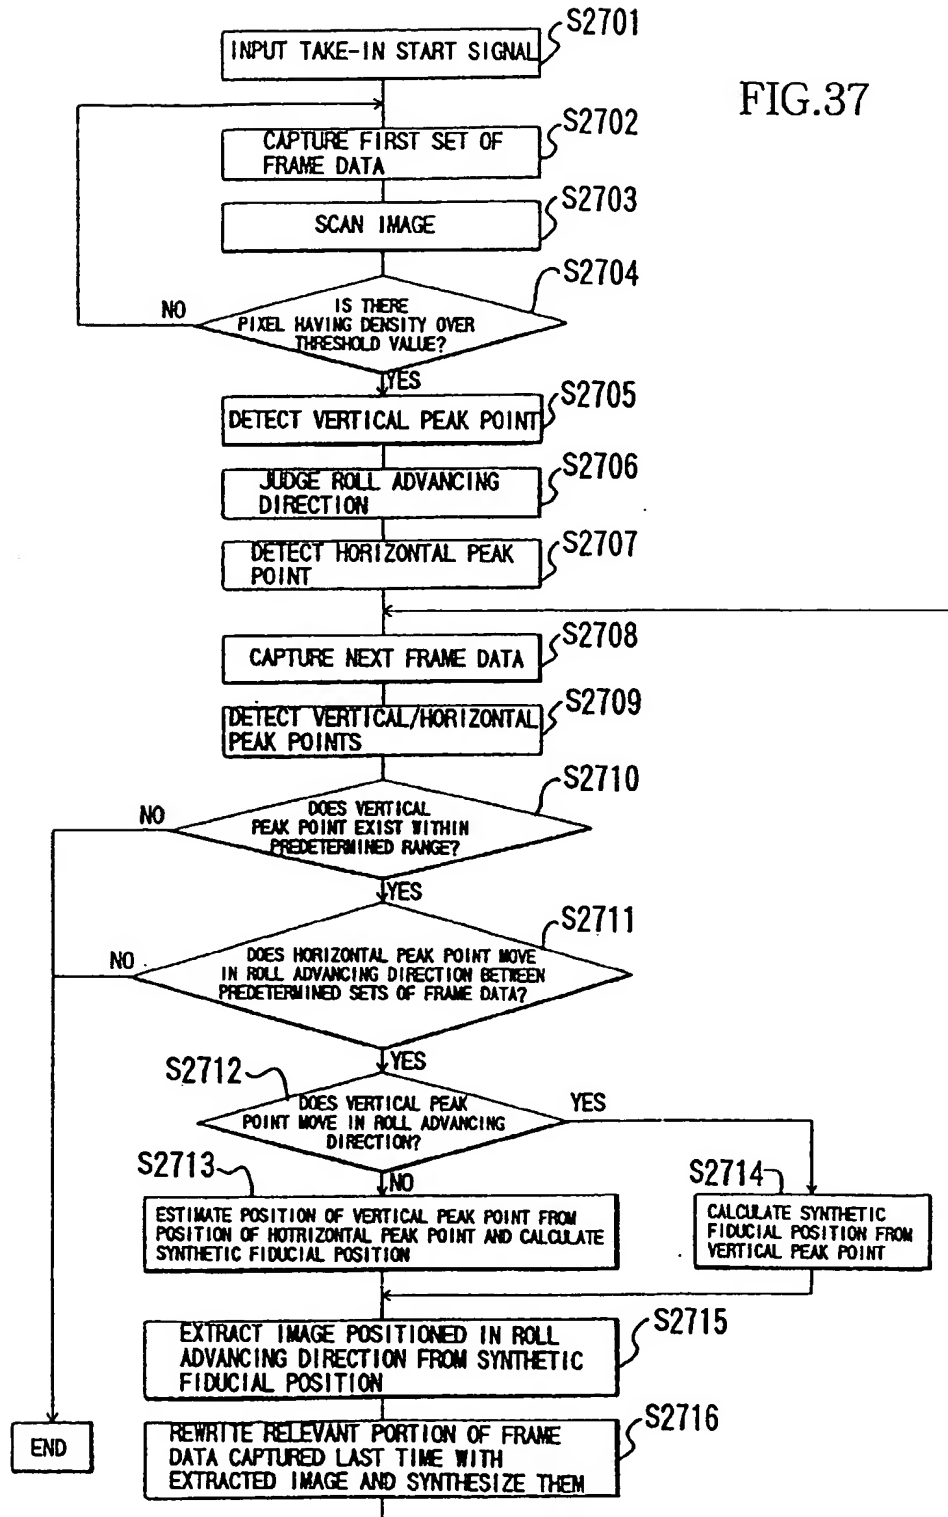 S2701
INPUT TAKE-IN START SIGNAL
FIG.37
S2702
CAPTURE FIRST SET OF
FRAME DATA
S2703
SCAN IMAGE
S2704
NO
IS THERE
PIXEL HAVING DENSITY OVER
THRESHOLD VALUE?
YES
S2705
DETECT VERTICAL PEAK POINT
S2706
JUDGE ROLL ADVANCING
DIRECTION
S2707
DETECT HORIZONTAL PEAK
POINT
S2708
CAPTURE NEXT FRAME DATA
S2709
DETECT VERTICAL/HORIZONTAL
PEAK POINTS
S2710
NO
DOES VERTICAL
PEAK POINT EXIST WITHIN
PREDETERMINED RANGE?
YES
S2711
NO
DOES HORIZONTAL PEAK POINT MOVE
IN ROLL ADVANCING DIRECTION BETWEEN
PREDETERMINED SETS OF FRAME DATA?
YES
S2712
DOES VERTICAL PEAK
POINT MOVE IN ROLL ADVANCING
DIRECTION?
YES
NO
S2713
ESTIMATE POSITION OF VERTICAL PEAK POINT FROM
POSITION OF HOTRIZONTAL PEAK POINT AND CALCULATE
SYNTHETIC FIDUCIAL POSITION
S2714
CALCULATE SYNTHETIC
FIDUCIAL POSITION FROM
VERTICAL PEAK POINT
S2715
EXTRACT IMAGE POSITIONED IN ROLL
ADVANCING DIRECTION FROM SYNTHETIC
FIDUCIAL POSITION
S2716
REWRITE RELEVANT PORTION OF FRAME
DATA CAPTURED LAST TIME WITH
EXTRACTED IMAGE AND SYNTHESIZE THEM
END